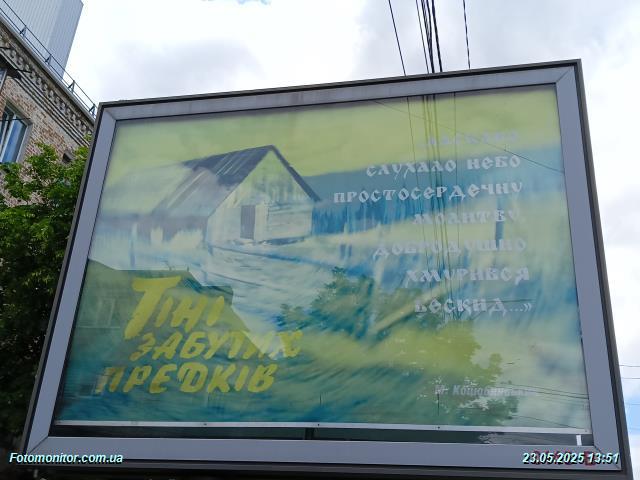 слухало небо
простосердечну
молитву,
добродушно
хмурився
Бескид...»
Тіні
забутих
предків
М. Коцюбинський
Fotomonitor.com.ua
23.05.2025 13:51